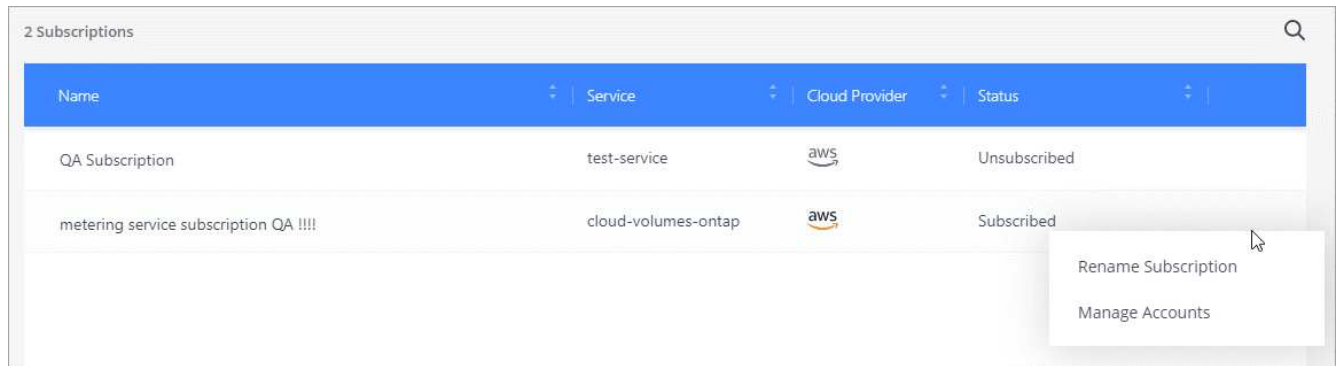 2 Subscriptions
Name Service Cloud Provider Status
QA Subscription test-service aws Unsubscribed
metering service subscription QA !!!! cloud-volumes-ontap aws Subscribed
Rename Subscription
Manage Accounts